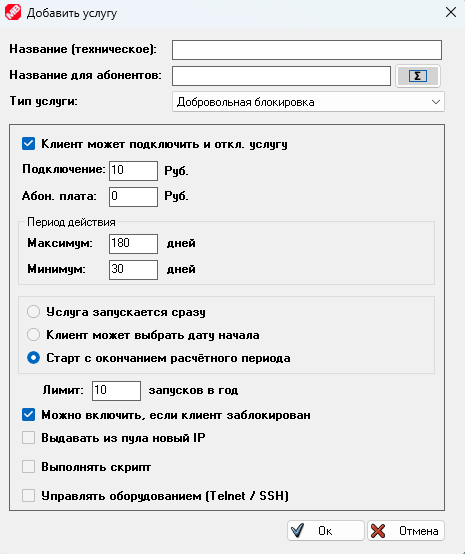 Добавить услугу
Название (техническое):
Название для абонентов: Σ
Тип услуги: Добровольная блокировка
Клиент может подключить и откл. услугу
Подключение: 10 Руб.
Абон. плата: 0 Руб.
Период действия
Максимум: 180 дней
Минимум: 30 дней
Услуга запускается сразу
Клиент может выбрать дату начала
Старт с окончанием расчётного периода
Лимит: 10 запусков в год
Можно включить, если клиент заблокирован
Выдавать из пула новый IP
Выполнять скрипт
Управлять оборудованием (Telnet / SSH)
Ок Отмена